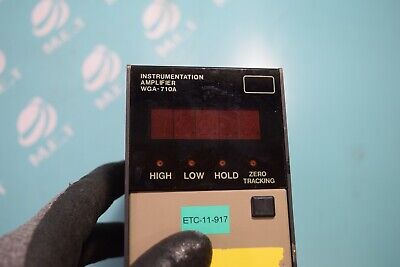 INSTRUMENTATION
AMPLIFIER
WGA-710A
HIGH LOW HOLD ZERO TRACKING
ETC-11-917
M.E.T
M.E.T